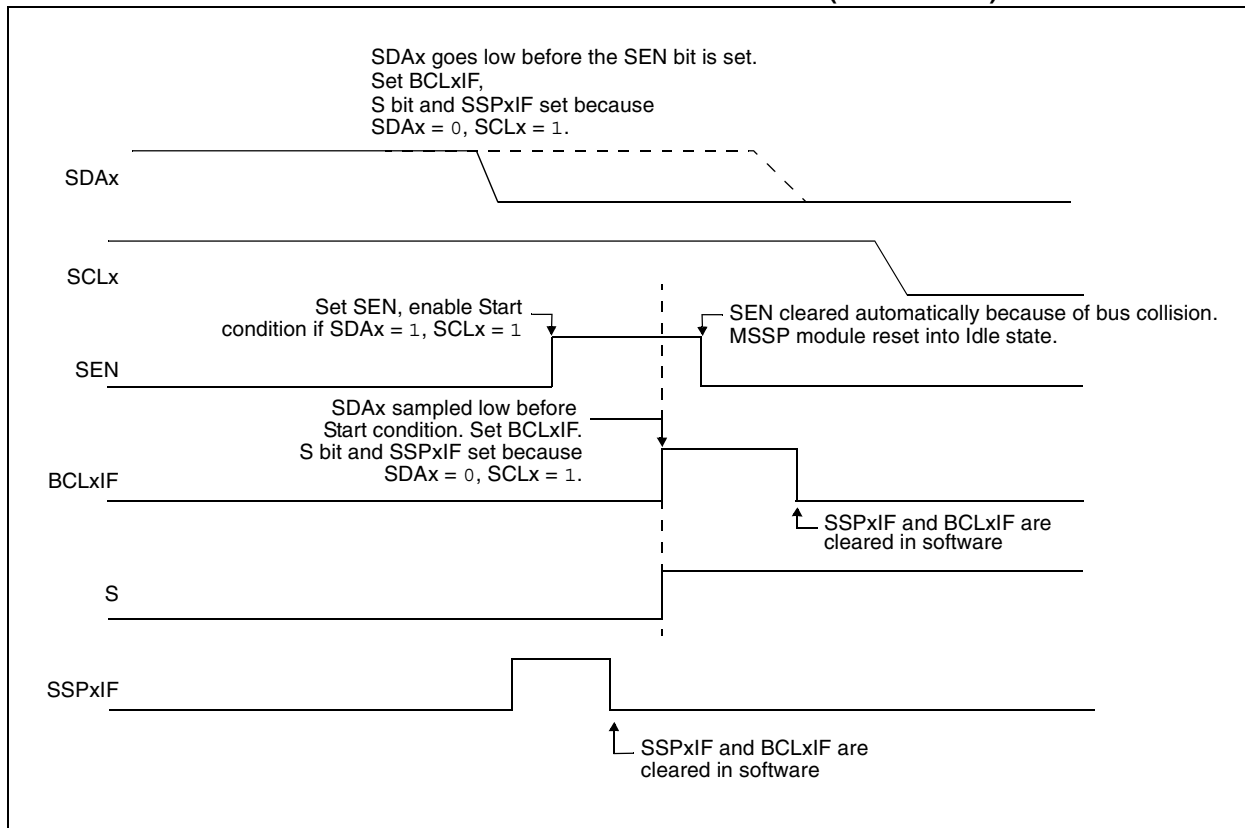 SDAx goes low before the SEN bit is set.
Set BCLxIF,
S bit and SSPxIF set because
SDAx = 0, SCLx = 1.
SDAx
SCLx
Set SEN, enable Start
condition if SDAx = 1, SCLx = 1
SEN cleared automatically because of bus collision.
MSSP module reset into Idle state.
SEN
SDAx sampled low before
Start condition. Set BCLxIF.
S bit and SSPxIF set because
SDAx = 0, SCLx = 1.
BCLxIF
SSPxIF and BCLxIF are
cleared in software
S
SSPxIF
SSPxIF and BCLxIF are
cleared in software